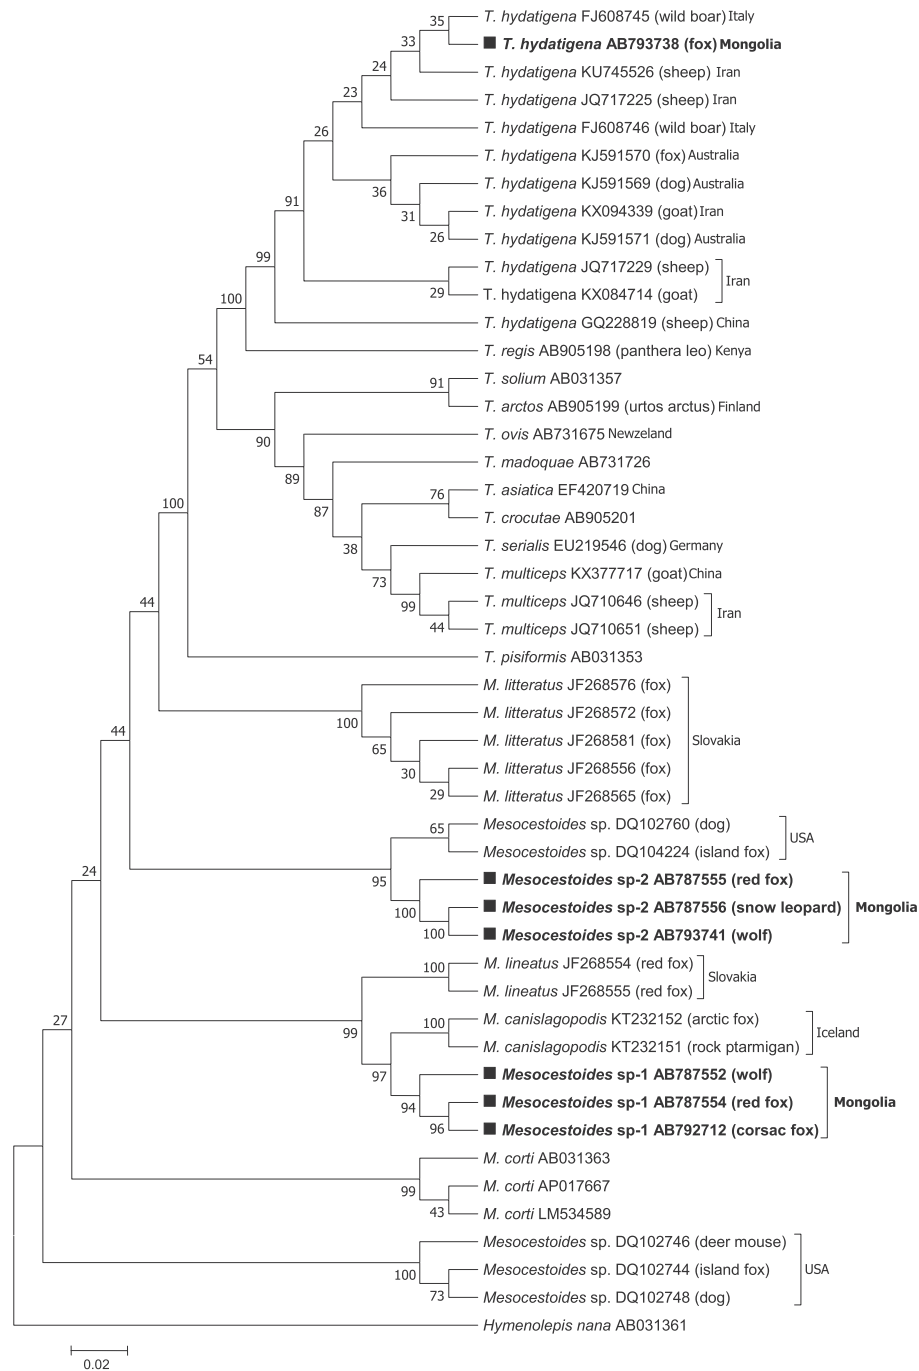 35 T. hydatigena FJ608745 (wild boar) Italy
33 ■ T. hydatigena AB793738 (fox) Mongolia
24 T. hydatigena KU745526 (sheep) Iran
23 T. hydatigena JQ717225 (sheep) Iran
26 T. hydatigena FJ608746 (wild boar) Italy
T. hydatigena KJ591570 (fox) Australia
36 T. hydatigena KJ591569 (dog) Australia
91 31 T. hydatigena KX094339 (goat) Iran
26 T. hydatigena KJ591571 (dog) Australia
99 T. hydatigena JQ717229 (sheep)
Iran
100 29 T. hydatigena KX084714 (goat)
T. hydatigena GQ228819 (sheep) China
54 T. regis AB905198 (panthera leo) Kenya
91 T. solium AB031357
T. arctos AB905199 (urtos arctus) Finland
90 T. ovis AB731675 Newzeland
89 T. madoquae AB731726
87 76 T. asiatica EF420719 China
100 T. crocutae AB905201
38 T. serialis EU219546 (dog) Germany
73 T. multiceps KX377717 (goat) China
44 99 T. multiceps JQ710646 (sheep)
Iran
44 T. multiceps JQ710651 (sheep)
T. pisiformis AB031353
M. litteratus JF268576 (fox)
100 M. litteratus JF268572 (fox)
44 65 M. litteratus JF268581 (fox) Slovakia
30 M. litteratus JF268556 (fox)
29 M. litteratus JF268565 (fox)
65 Mesocestoides sp. DQ102760 (dog)
USA
Mesocestoides sp. DQ104224 (island fox)
24 95 ■ Mesocestoides sp-2 AB787555 (red fox)
100 ■ Mesocestoides sp-2 AB787556 (snow leopard) Mongolia
100 ■ Mesocestoides sp-2 AB793741 (wolf)
100 M. lineatus JF268554 (red fox)
Slovakia
M. lineatus JF268555 (red fox)
27 99 100 M. canislagopodis KT232152 (arctic fox)
Iceland
M. canislagopodis KT232151 (rock ptarmigan)
97 ■ Mesocestoides sp-1 AB787552 (wolf)
94 ■ Mesocestoides sp-1 AB787554 (red fox) Mongolia
96 ■ Mesocestoides sp-1 AB792712 (corsac fox)
M. corti AB031363
99 M. corti AP017667
43 M. corti LM534589
Mesocestoides sp. DQ102746 (deer mouse)
100 Mesocestoides sp. DQ102744 (island fox) USA
73 Mesocestoides sp. DQ102748 (dog)
Hymenolepis nana AB031361
0.02